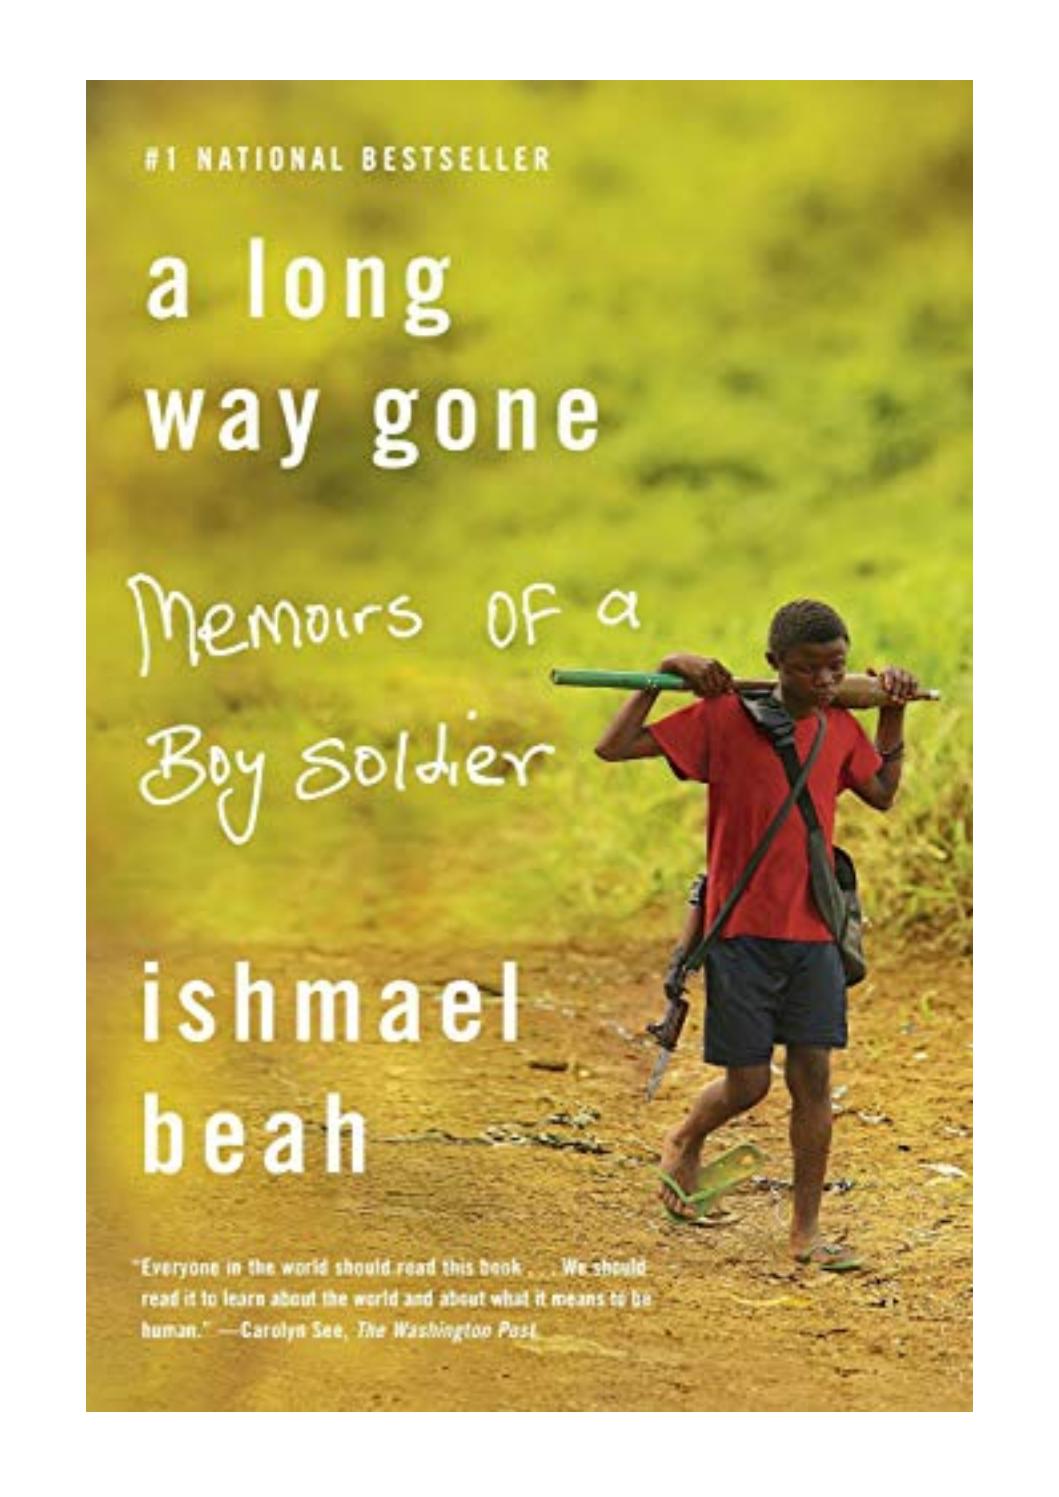 #1 NATIONAL BESTSELLER
a long
way gone
Memoirs of a
Boy Soldier
ishmael
beah
"Everyone in the world should read this book . . . We should
read it to learn about the world and about what it means to be
human." —Carolyn See, The Washington Post